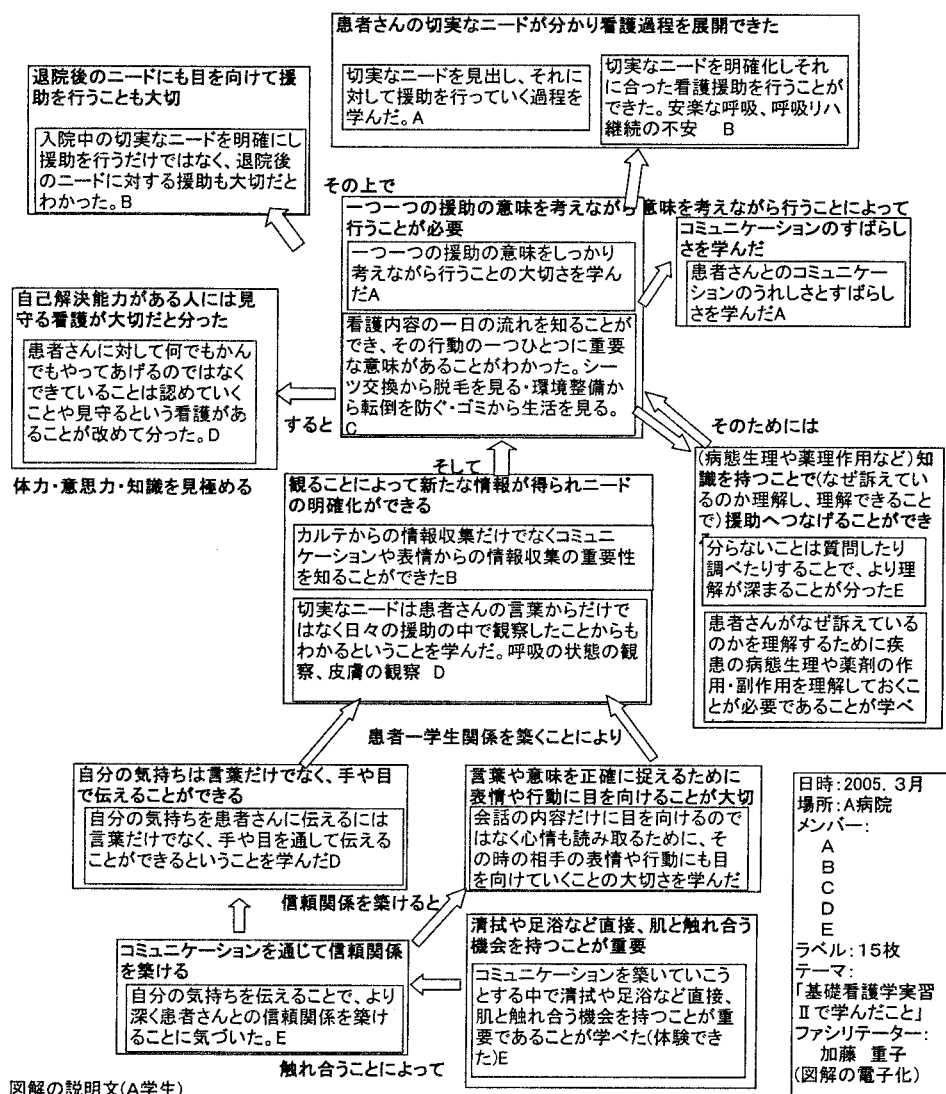 患者さんの切実なニードが分かり看護過程を展開できた
切実なニードを見出し、それに
対して援助を行っていく過程を
学んだ。A
切実なニードを明確化しそれ
に合った看護援助を行うことが
できた。安楽な呼吸、呼吸リハ
継続の不安 B
退院後のニードにも目を向けて援
助を行うことも大切
入院中の切実なニードを明確にし
援助を行うだけではなく、退院後
のニードに対する援助も大切だと
わかった。B
その上で
一つ一つの援助の意味を考えながら
行うことが必要
一つ一つの援助の意味をしっかり
考えながら行うことの大切さを学ん
だA
看護内容の一日の流れを知ることが
でき、その行動の一つひとつに重要
な意味があることがわかった。シー
ツ交換から脱毛を見る・環境整備か
ら転倒を防ぐ・ゴミから生活を見る。
C
意味を考えながら行うことによって
コミュニケーションのすばらし
さを学んだ
患者さんとのコミュニケー
ションのうれしさとすばらし
さを学んだA
自己解決能力がある人には見
守る看護が大切だと分った
患者さんに対して何でもかん
でもやってあげるのではなく
できていることは認めていく
ことや見守るという看護があ
ることが改めて分った。D
体力・意思力・知識を見極める
すると
そのためには
(病態生理や薬理作用など)知
識を持つことで(なぜ訴えてい
るのか理解し、理解できること
で)援助へつなげることができ
分らないことは質問したり
調べたりすることで、より理
解が深まることが分ったE
患者さんがなぜ訴えている
のかを理解するために疾
患の病態生理や薬剤の作
用・副作用を理解しておくこ
とが必要であることが学べ
そして
観ることによって新たな情報が得られニード
の明確化ができる
カルテからの情報収集だけでなくコミュニ
ケーションや表情からの情報収集の重要性
を知ることができたB
切実なニードは患者さんの言葉からだけで
はなく日々の援助の中で観察したことからも
わかるということを学んだ。呼吸の状態の観
察、皮膚の観察 D
患者ー学生関係を築くことにより
自分の気持ちは言葉だけでなく、手や目
で伝えることができる
自分の気持ちを患者さんに伝えるには
言葉だけでなく、手や目を通して伝える
ことができるということを学んだD
言葉や意味を正確に捉えるために
表情や行動に目を向けることが大切
会話の内容だけに目を向けるので
はなく心情も読み取るために、そ
の時の相手の表情や行動にも目
を向けていくことの大切さを学んだ
信頼関係を築けると
コミュニケーションを通じて信頼関係
を築ける
自分の気持ちを伝えることで、より
深く患者さんとの信頼関係を築け
ることに気づいた。E
清拭や足浴など直接、肌と触れ合う
機会を持つことが重要
コミュニケーションを築いていこう
とする中で清拭や足浴など直接、
肌と触れ合う機会を持つことが重
要であることが学べた(体験でき
た)E
触れ合うことによって
日時:2005. 3月
場所:A病院
メンバー:
A
B
C
D
E
ラベル:15枚
テーマ:
「基礎看護学実習
Ⅱで学んだこと」
ファシリテーター:
加藤 重子
(図解の電子化)
図解の説明文(A学生)